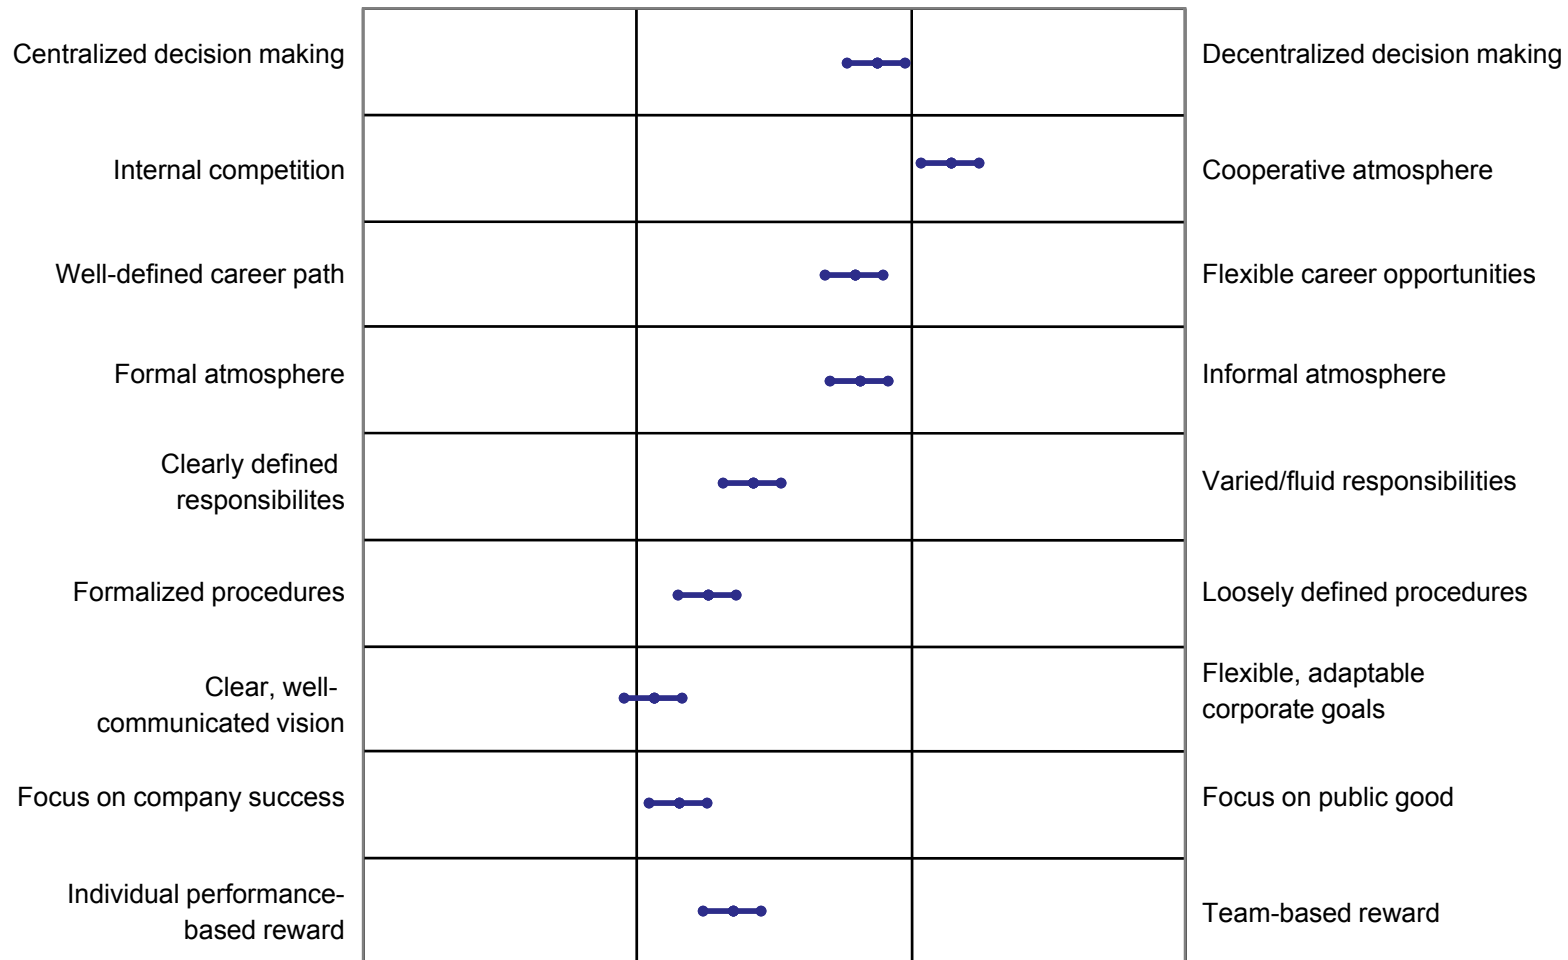 Centralized decision making
Decentralized decision making
Internal competition
Cooperative atmosphere
Well-defined career path
Flexible career opportunities
Formal atmosphere
Informal atmosphere
Clearly defined
responsibilites
Varied/fluid responsibilities
Formalized procedures
Loosely defined procedures
Clear, well-
communicated vision
Flexible, adaptable
corporate goals
Focus on company success
Focus on public good
Individual performance-
based reward
Team-based reward